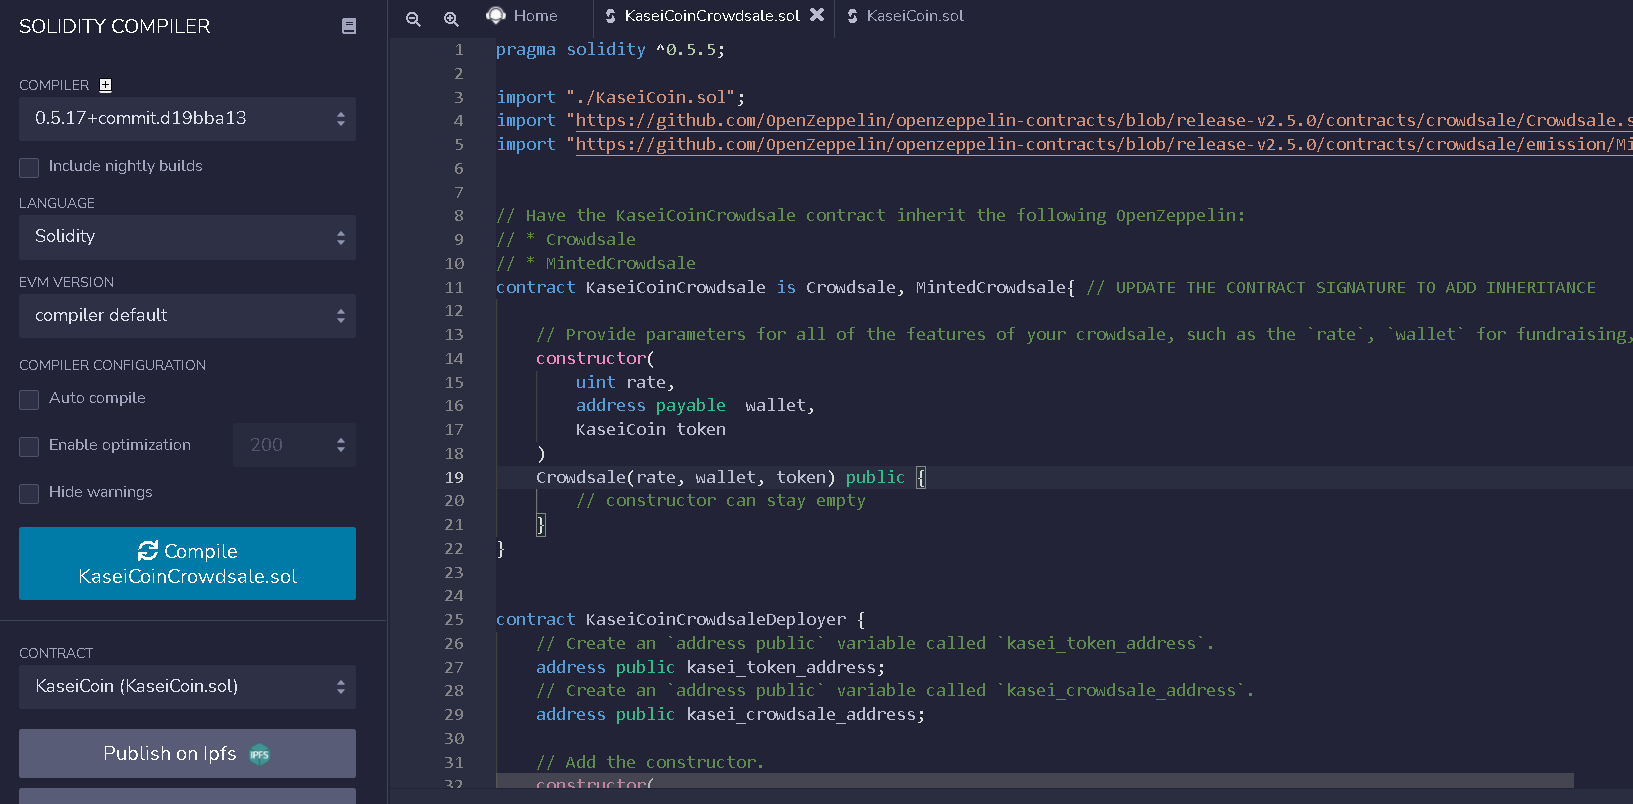 SOLIDITY COMPILER
COMPILER
0.5.17+commit.d19bba13
Include nightly builds
LANGUAGE
Solidity
EVM VERSION
compiler default
COMPILER CONFIGURATION
Auto compile
Enable optimization 200
Hide warnings
Compile
KaseiCoinCrowdsale.sol
CONTRACT
KaseiCoin (KaseiCoin.sol)
Publish on Ipfs IPFS
Home KaseiCoinCrowdsale.sol KaseiCoin.sol
1 pragma solidity ^0.5.5;
2
3 import "./KaseiCoin.sol";
4 import "https://github.com/OpenZeppelin/openzeppelin-contracts/blob/release-v2.5.0/contracts/crowdsale/Crowdsale.s
5 import "https://github.com/OpenZeppelin/openzeppelin-contracts/blob/release-v2.5.0/contracts/crowdsale/emission/Mi
6
7
8 // Have the KaseiCoinCrowdsale contract inherit the following OpenZeppelin:
9 // * Crowdsale
10 // * MintedCrowdsale
11 contract KaseiCoinCrowdsale is Crowdsale, MintedCrowdsale{ // UPDATE THE CONTRACT SIGNATURE TO ADD INHERITANCE
12
13 // Provide parameters for all of the features of your crowdsale, such as the `rate`, `wallet` for fundraising,
14 constructor(
15 uint rate,
16 address payable  wallet,
17 KaseiCoin token
18 )
19 Crowdsale(rate, wallet, token) public {
20 // constructor can stay empty
21 }
22 }
23
24
25 contract KaseiCoinCrowdsaleDeployer {
26 // Create an `address public` variable called `kasei_token_address`.
27 address public kasei_token_address;
28 // Create an `address public` variable called `kasei_crowdsale_address`.
29 address public kasei_crowdsale_address;
30
31 // Add the constructor.
32 constructor(